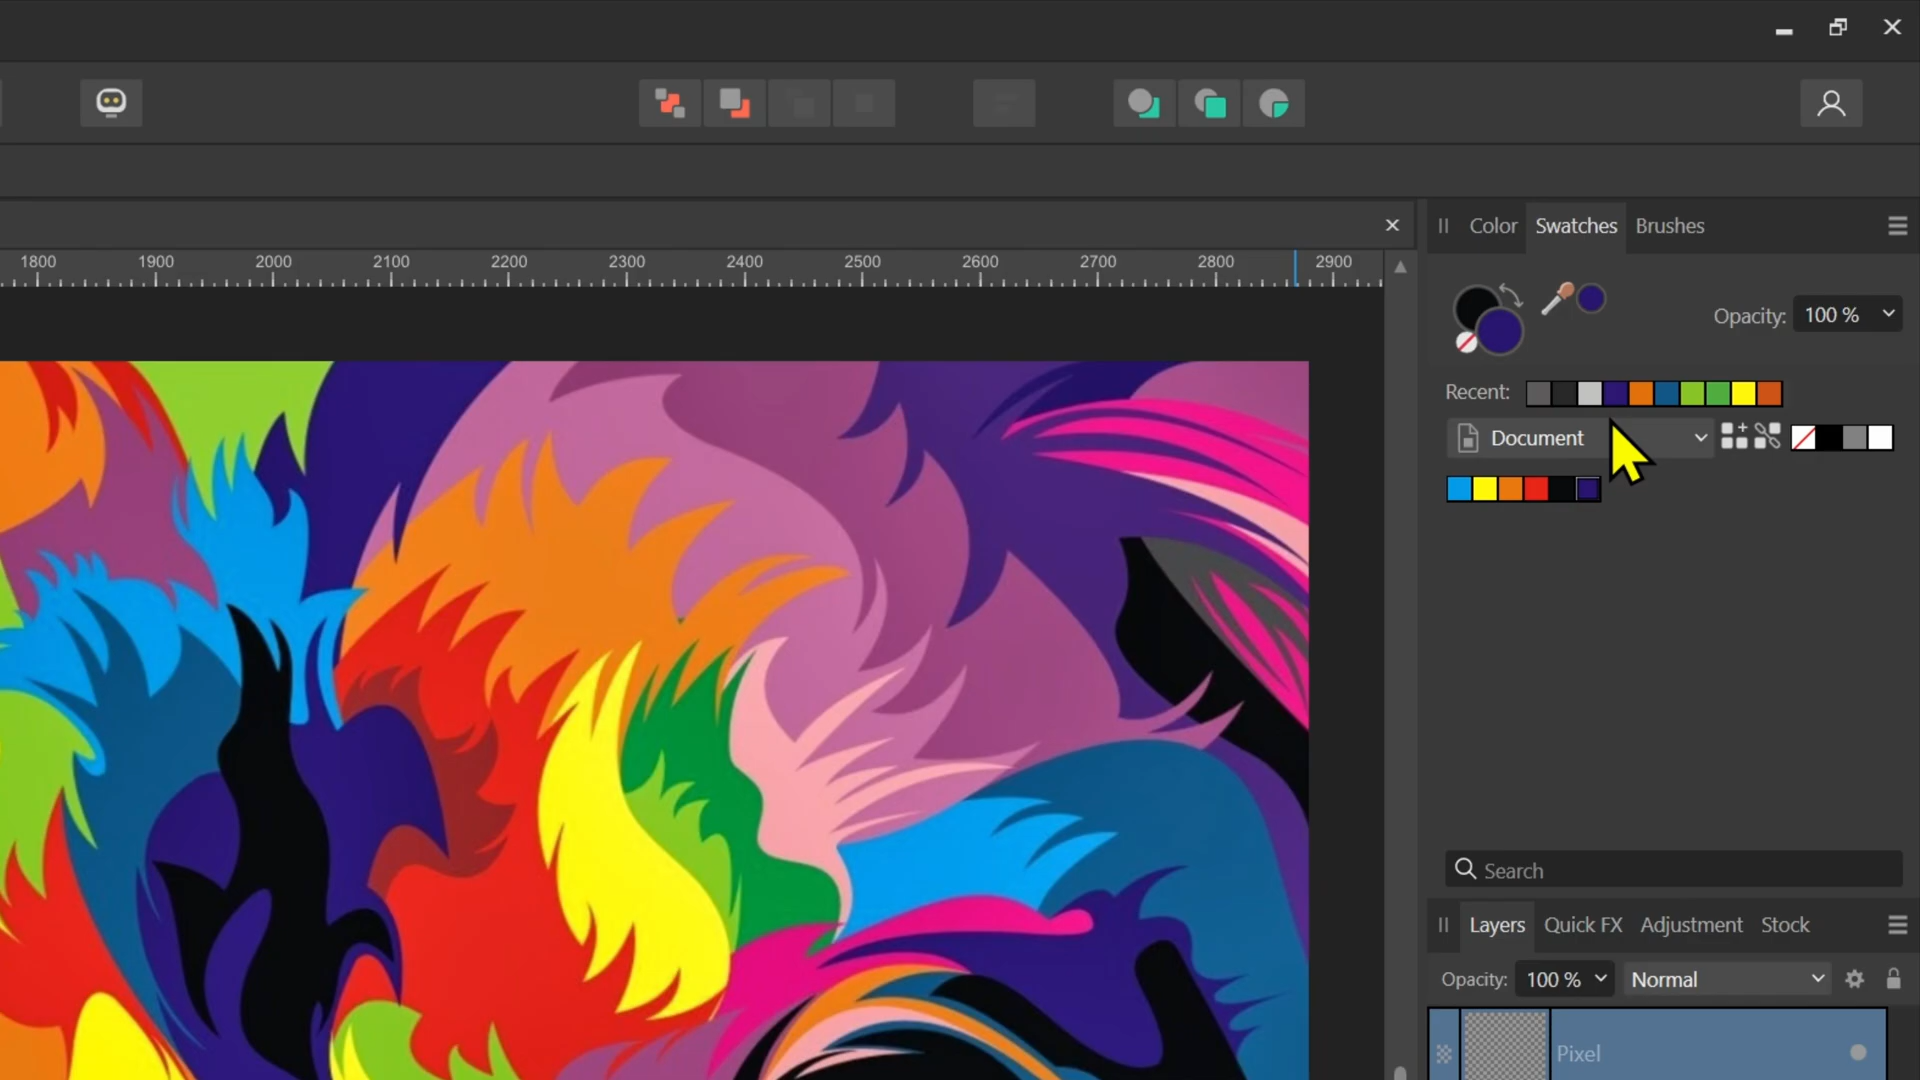 Color Swatches Brushes
1800 1900 2000 2100 2200 2300 2400 2500 2600 2700 2800 2900
Opacity: 100 %
Recent:
Document
Search
Layers Quick FX Adjustment Stock
Opacity: 100 % Normal
Pixel